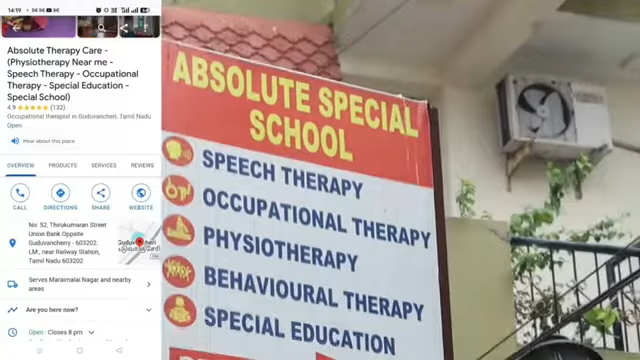 14:19
Absolute Therapy Care -
(Physiotherapy Near me -
Speech Therapy - Occupational
Therapy - Special Education -
Special School)
4.9 ★★★★★ (132)
Occupational therapist in Guduvancheri, Tamil Nadu
Open
Hear about this place
OVERVIEW PRODUCTS SERVICES REVIEWS
CALL DIRECTIONS SHARE WEBSITE
No: 52, Thirukumaran Street
Union Bank Opposite
Guduvancherry - 603202.
LM:, near Railway Station,
Tamil Nadu 603202
Guduvancheri
Serves Maraimalai Nagar and nearby
areas
Are you here now?
Open · Closes 8 pm
ABSOLUTE SPECIAL
SCHOOL
SPEECH THERAPY
OCCUPATIONAL THERAPY
PHYSIOTHERAPY
BEHAVIOURAL THERAPY
SPECIAL EDUCATION